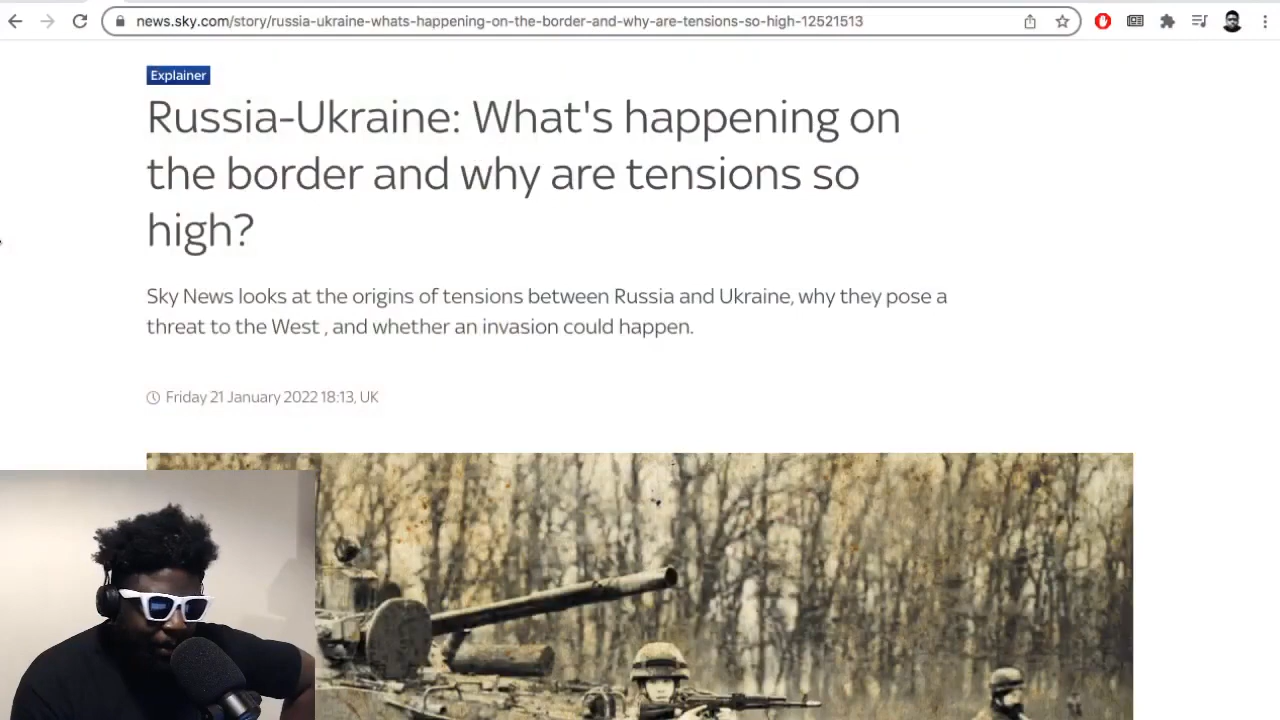 news.sky.com/story/russia-ukraine-whats-happening-on-the-border-and-why-are-tensions-so-high-12521513
Explainer
Russia-Ukraine: What's happening on
the border and why are tensions so
high?
Sky News looks at the origins of tensions between Russia and Ukraine, why they pose a
threat to the West , and whether an invasion could happen.
Friday 21 January 2022 18:13, UK